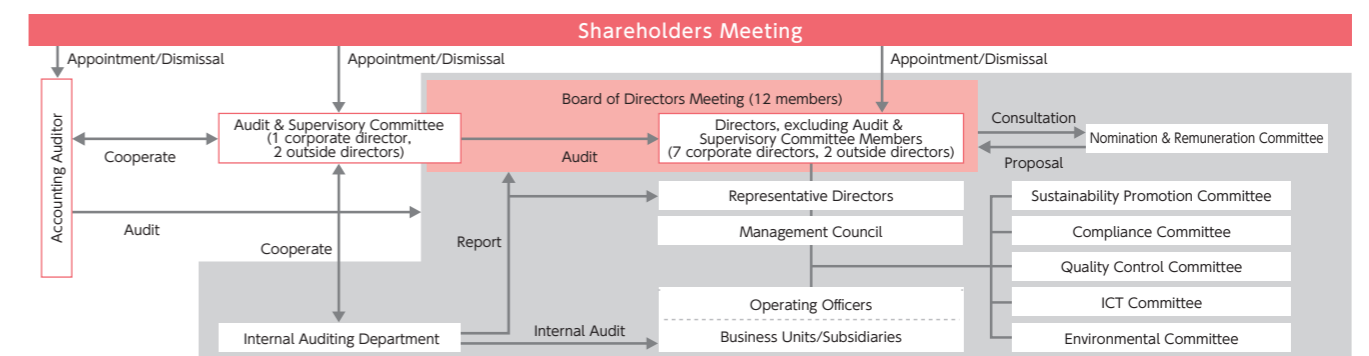 Shareholders Meeting
Appointment/Dismissal
Appointment/Dismissal
Appointment/Dismissal
Accounting Auditor
Board of Directors Meeting (12 members)
Audit & Supervisory Committee
(1 corporate director,
2 outside directors)
Directors, excluding Audit &
Supervisory Committee Members
(7 corporate directors, 2 outside directors)
Consultation
Nomination & Remuneration Committee
Proposal
Cooperate
Audit
Representative Directors
Sustainability Promotion Committee
Audit
Management Council
Compliance Committee
Cooperate
Report
Quality Control Committee
Operating Officers
ICT Committee
Internal Auditing Department
Internal Audit
Business Units/Subsidiaries
Environmental Committee